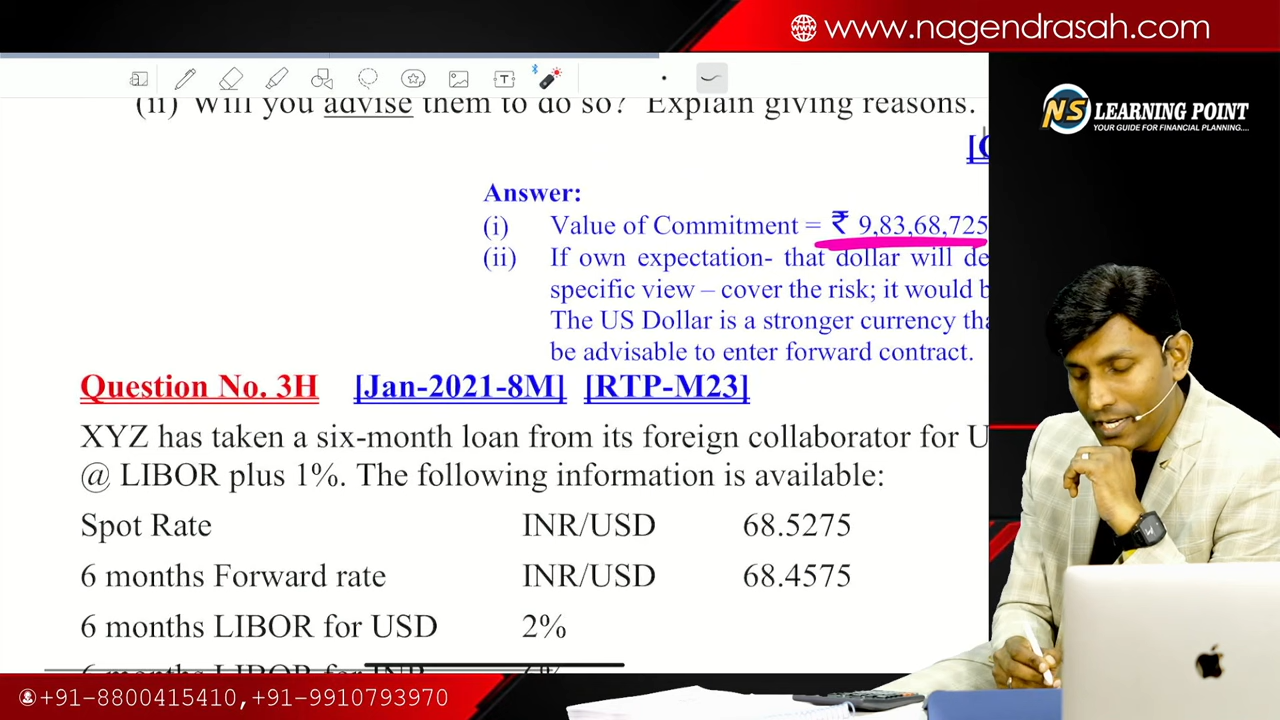 www.nagendrasah.com
(ii) Will you advise them to do so? Explain giving reasons.
NS LEARNING POINT
YOUR GUIDE FOR FINANCIAL PLANNING....
Answer:
(i) Value of Commitment = ₹ 9,83,68,725
(ii) If own expectation- that dollar will
specific view – cover the risk; it would
The US Dollar is a stronger currency
be advisable to enter forward contract.
Question No. 3H [Jan-2021-8M] [RTP-M23]
XYZ has taken a six-month loan from its foreign collaborator for
@ LIBOR plus 1%. The following information is available:
Spot Rate INR/USD 68.5275
6 months Forward rate INR/USD 68.4575
6 months LIBOR for USD 2%
6 months LIBOR for INR
+91-8800415410,+91-9910793970